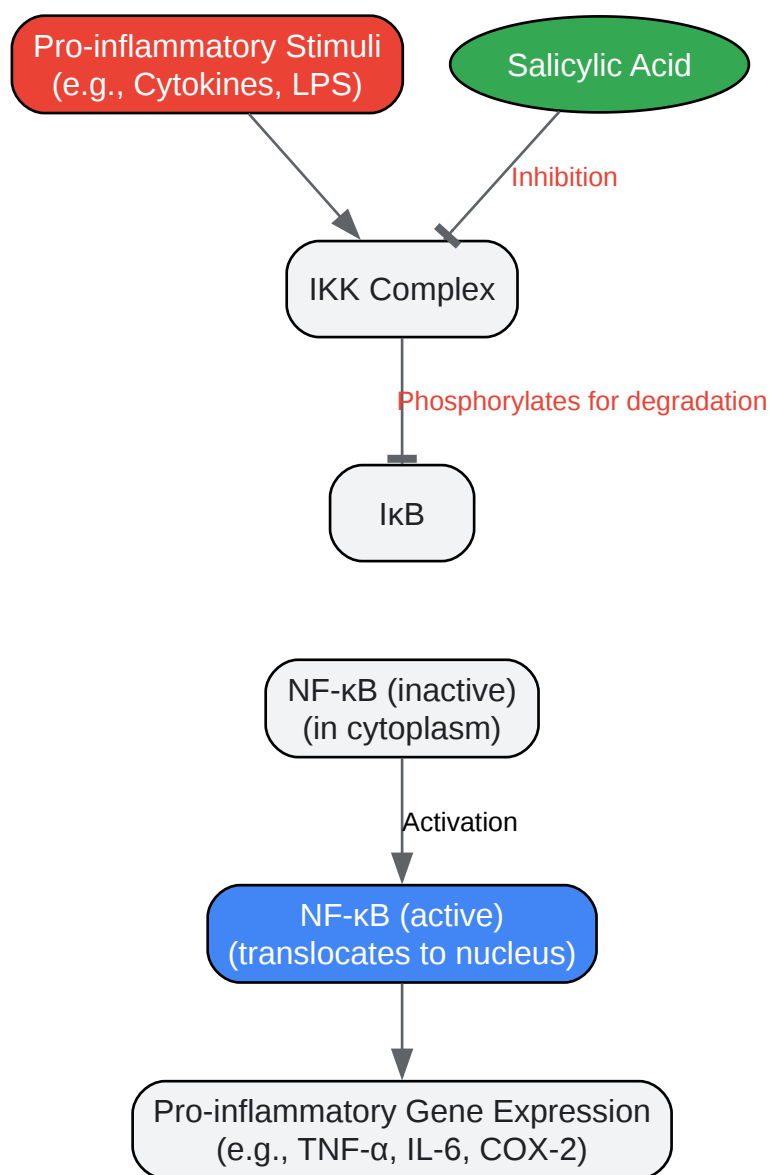 Pro-inflammatory Stimuli
(e.g., Cytokines, LPS)
Salicylic Acid
Inhibition
IKK Complex
Phosphorylates for degradation
IκB
NF-κB (inactive)
(in cytoplasm)
Activation
NF-κB (active)
(translocates to nucleus)
Pro-inflammatory Gene Expression
(e.g., TNF-α, IL-6, COX-2)